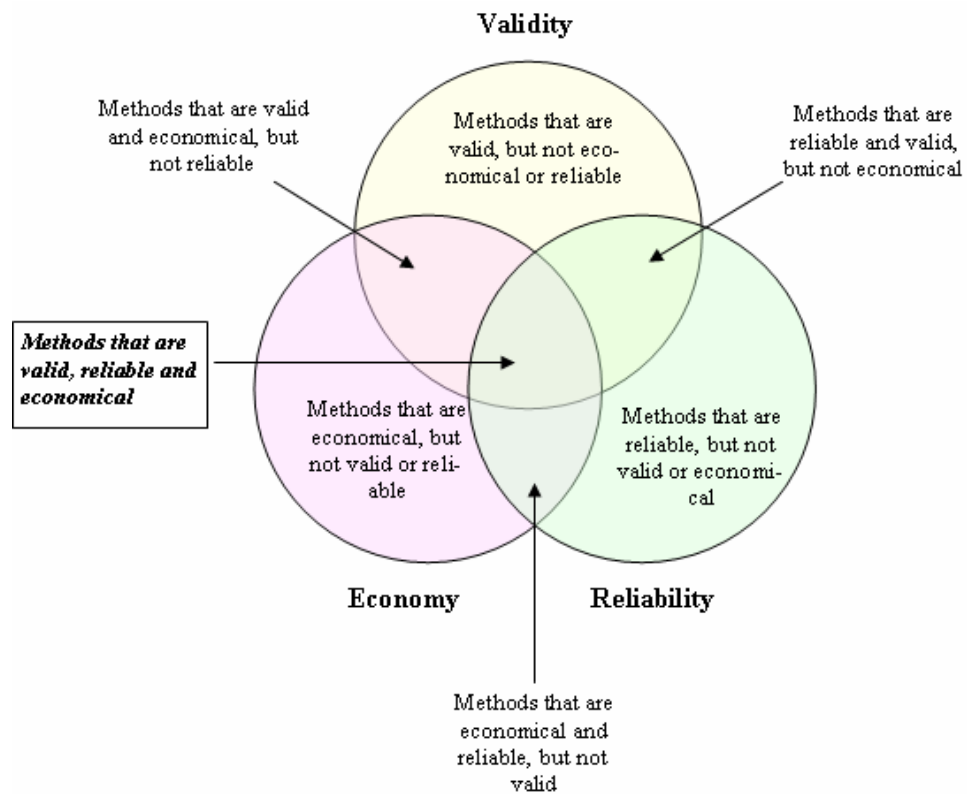 Validity
Methods that are valid
and economical, but
not reliable
Methods that are
valid, but not eco-
nomical or reliable
Methods that are
reliable and valid,
but not economical
Methods that are
valid, reliable and
economical
Methods that are
economical, but
not valid or reli-
able
Methods that are
reliable, but not
valid or economi-
cal
Economy
Reliability
Methods that are
economical and
reliable, but not
valid